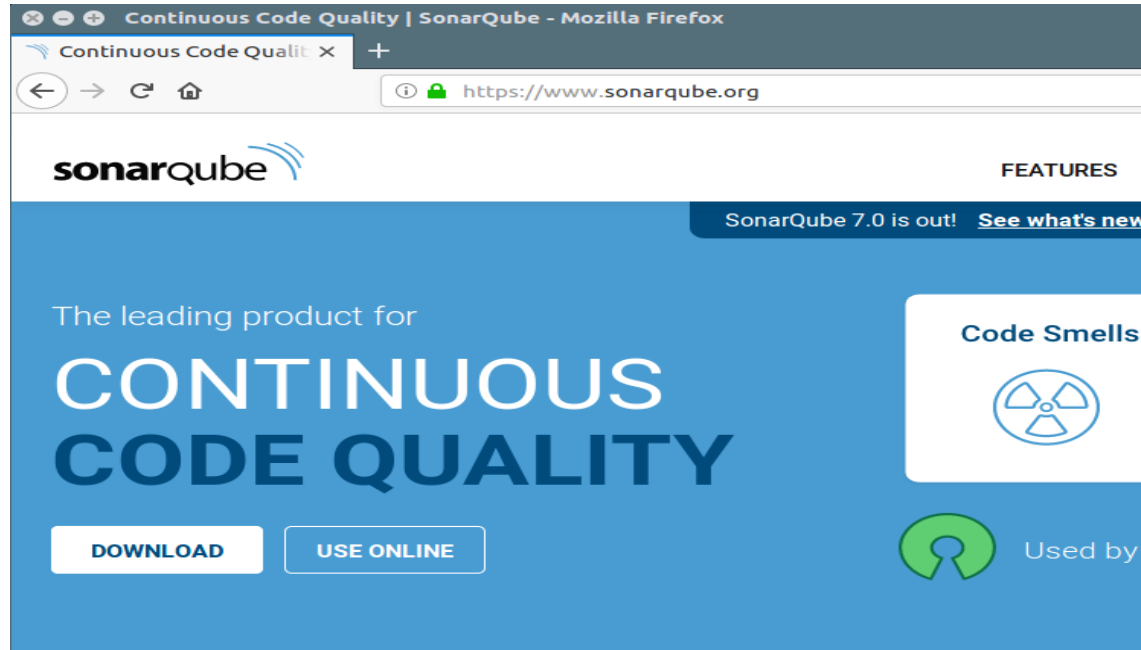 Continuous Code Quality | SonarQube - Mozilla Firefox
Continuous Code Qualit
https://www.sonarqube.org
sonarqube
FEATURES
SonarQube 7.0 is out! See what's new
The leading product for
CONTINUOUS
CODE QUALITY
Code Smells
DOWNLOAD
USE ONLINE
Used by